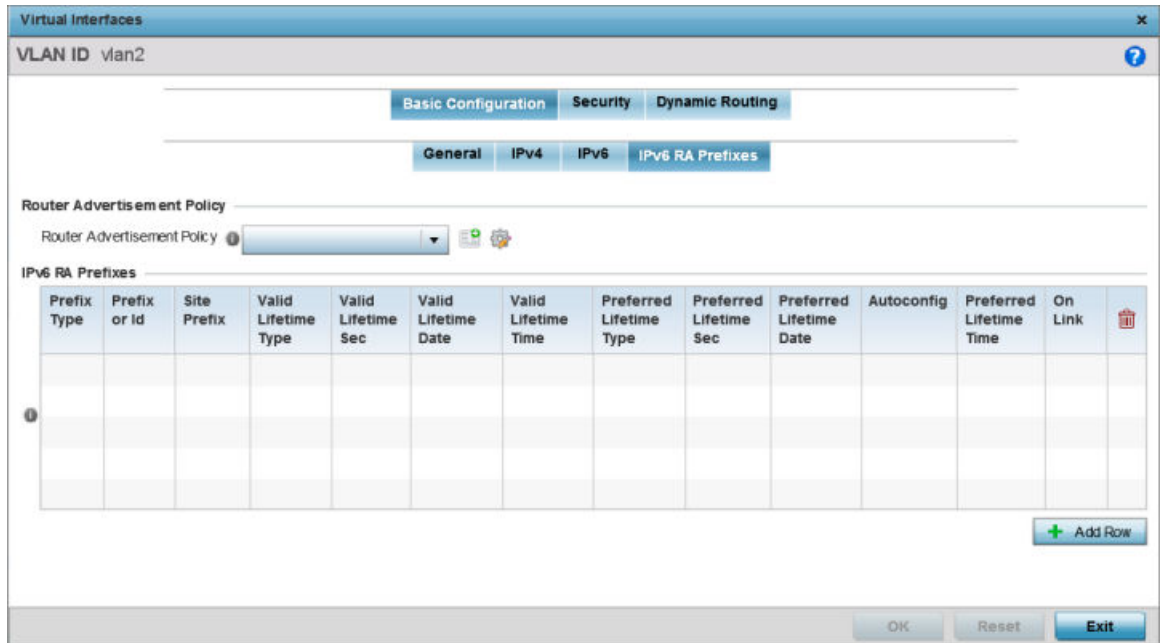 Virtual Interfaces
VLAN ID vlan2
Basic Configuration Security Dynamic Routing
General IPv4 IPv6 IPv6 RA Prefixes
Router Advertisement Policy
Router Advertisement Policy
IPv6 RA Prefixes
Prefix Type
Prefix or Id
Site Prefix
Valid Lifetime Type
Valid Lifetime Sec
Valid Lifetime Date
Valid Lifetime Time
Preferred Lifetime Type
Preferred Lifetime Sec
Preferred Lifetime Date
Autoconfig
Preferred Lifetime Time
On Link
Add Row
OK Reset Exit